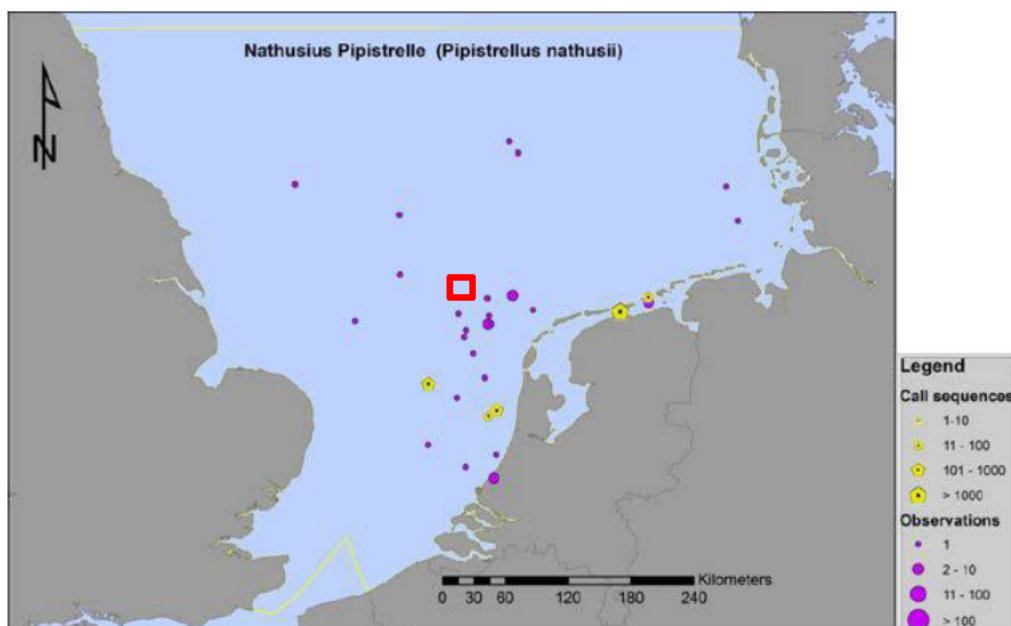 Nathusius Pipistrelle (Pipistrellus nathusii)
N
Legend
Call sequences
1-10
11 - 100
101 - 1000
> 1000
Observations
1
2 - 10
11 - 100
> 100
Kilometers
0 30 60 120 180 240